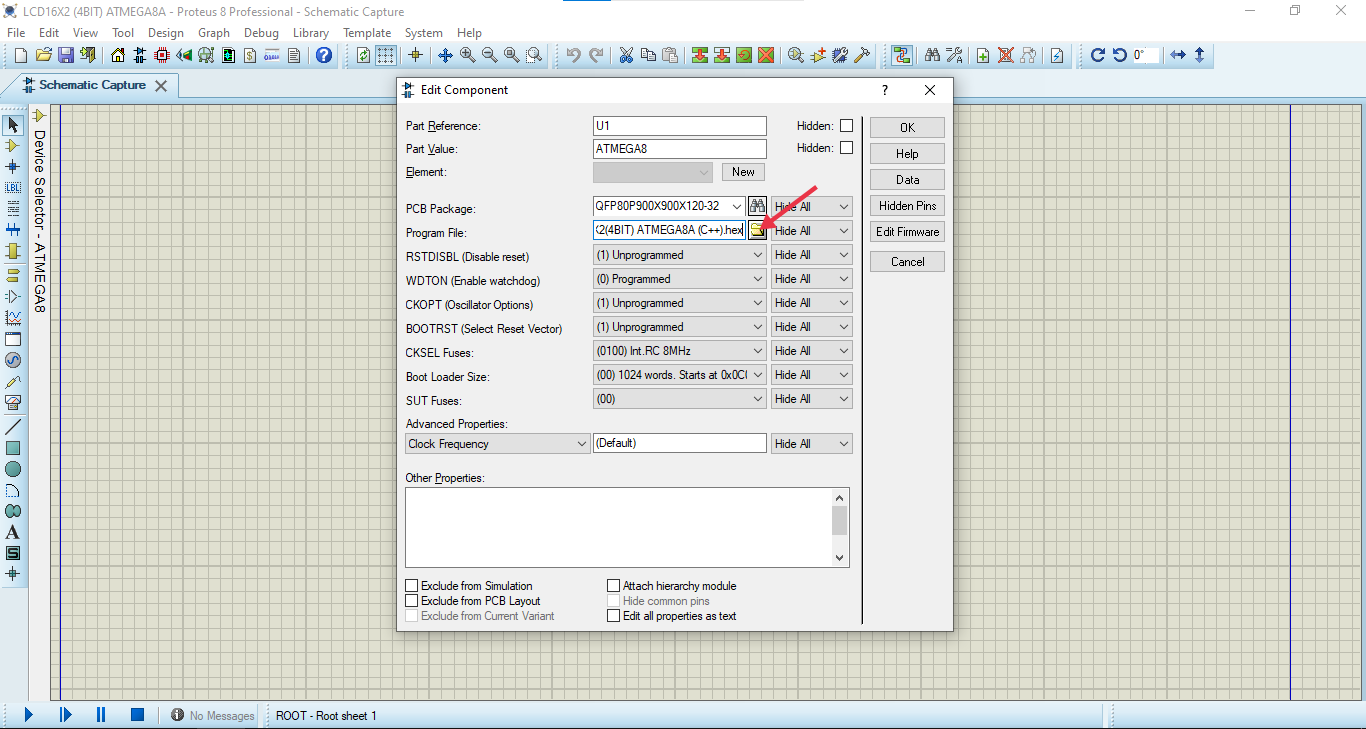 LCD16X2 (4BIT) ATMEGA8A - Proteus 8 Professional - Schematic Capture
File Edit View Tool Design Graph Debug Library Template System Help
$ ? 0°
Schematic Capture
Edit Component ?
Part Reference: U1 Hidden:
Part Value: ATMEGA8 Hidden:
Element: New
PCB Package: QFP80P900X900X120-32 Hide All
Program File: 2(4BIT) ATMEGA8A (C++).hex Hide All
RSTDISBL (Disable reset) (1) Unprogrammed Hide All
WDTON (Enable watchdog) (0) Programmed Hide All
CKOPT (Oscillator Options) (1) Unprogrammed Hide All
BOOTRST (Select Reset Vector) (1) Unprogrammed Hide All
CKSEL Fuses: (0100) Int.RC 8MHz Hide All
Boot Loader Size: (00) 1024 words. Starts at 0x0C Hide All
SUT Fuses: (00) Hide All
Advanced Properties:
Clock Frequency (Default) Hide All
Other Properties:
Exclude from Simulation Attach hierarchy module
Exclude from PCB Layout Hide common pins
Exclude from Current Variant Edit all properties as text
OK
Help
Data
Hidden Pins
Edit Firmware
Cancel
Device Selector - ATMEGA8
LBL
A
S
No Messages ROOT - Root sheet 1